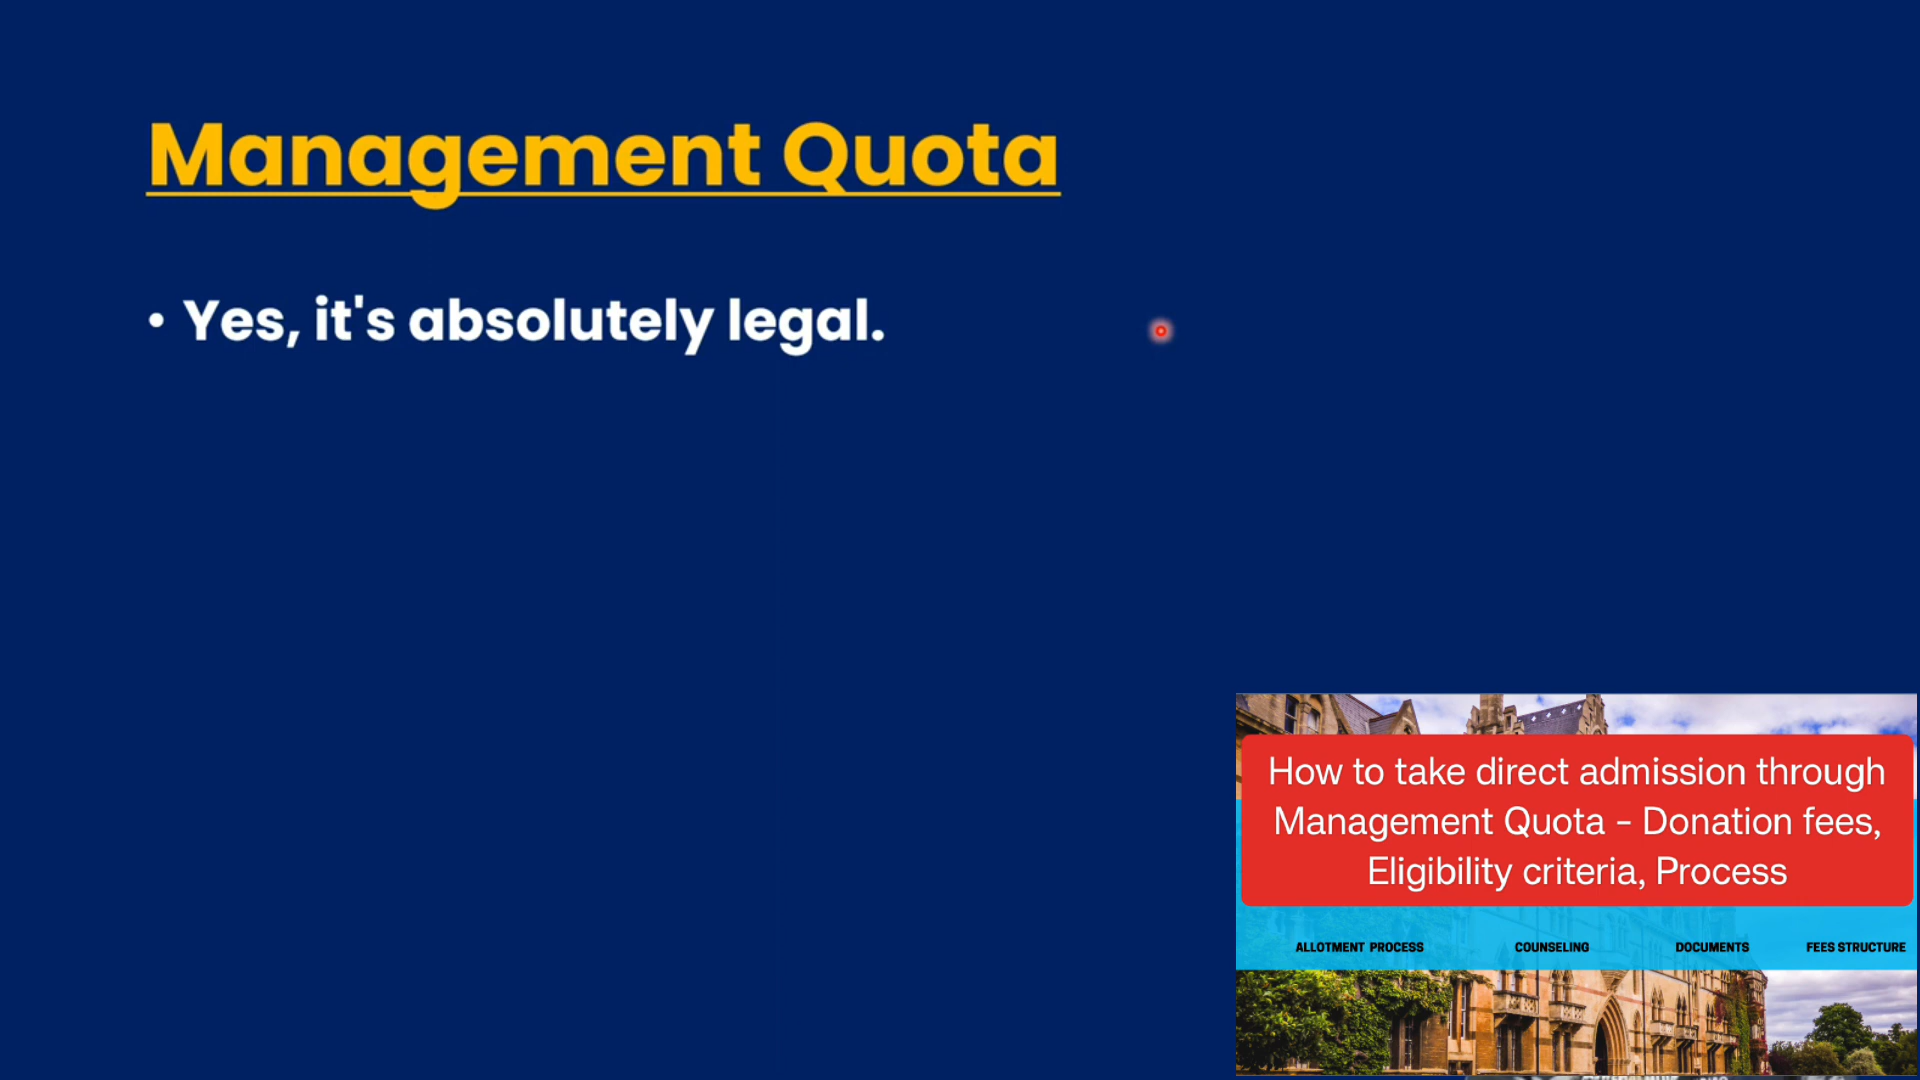 Management Quota
• Yes, it's absolutely legal.
How to take direct admission through
Management Quota - Donation fees,
Eligibility criteria, Process
ALLOTMENT PROCESS COUNSELING DOCUMENTS FEES STRUCTURE